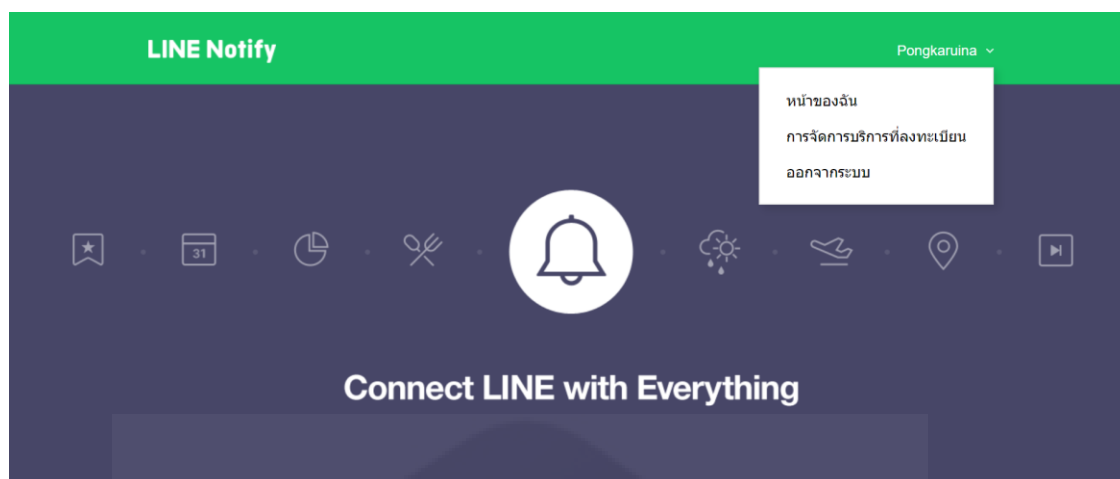 LINE Notify
Pongkaruina
หน้าของฉัน
การจัดการบริการที่ลงทะเบียน
ออกจากระบบ
31
Connect LINE with Everything